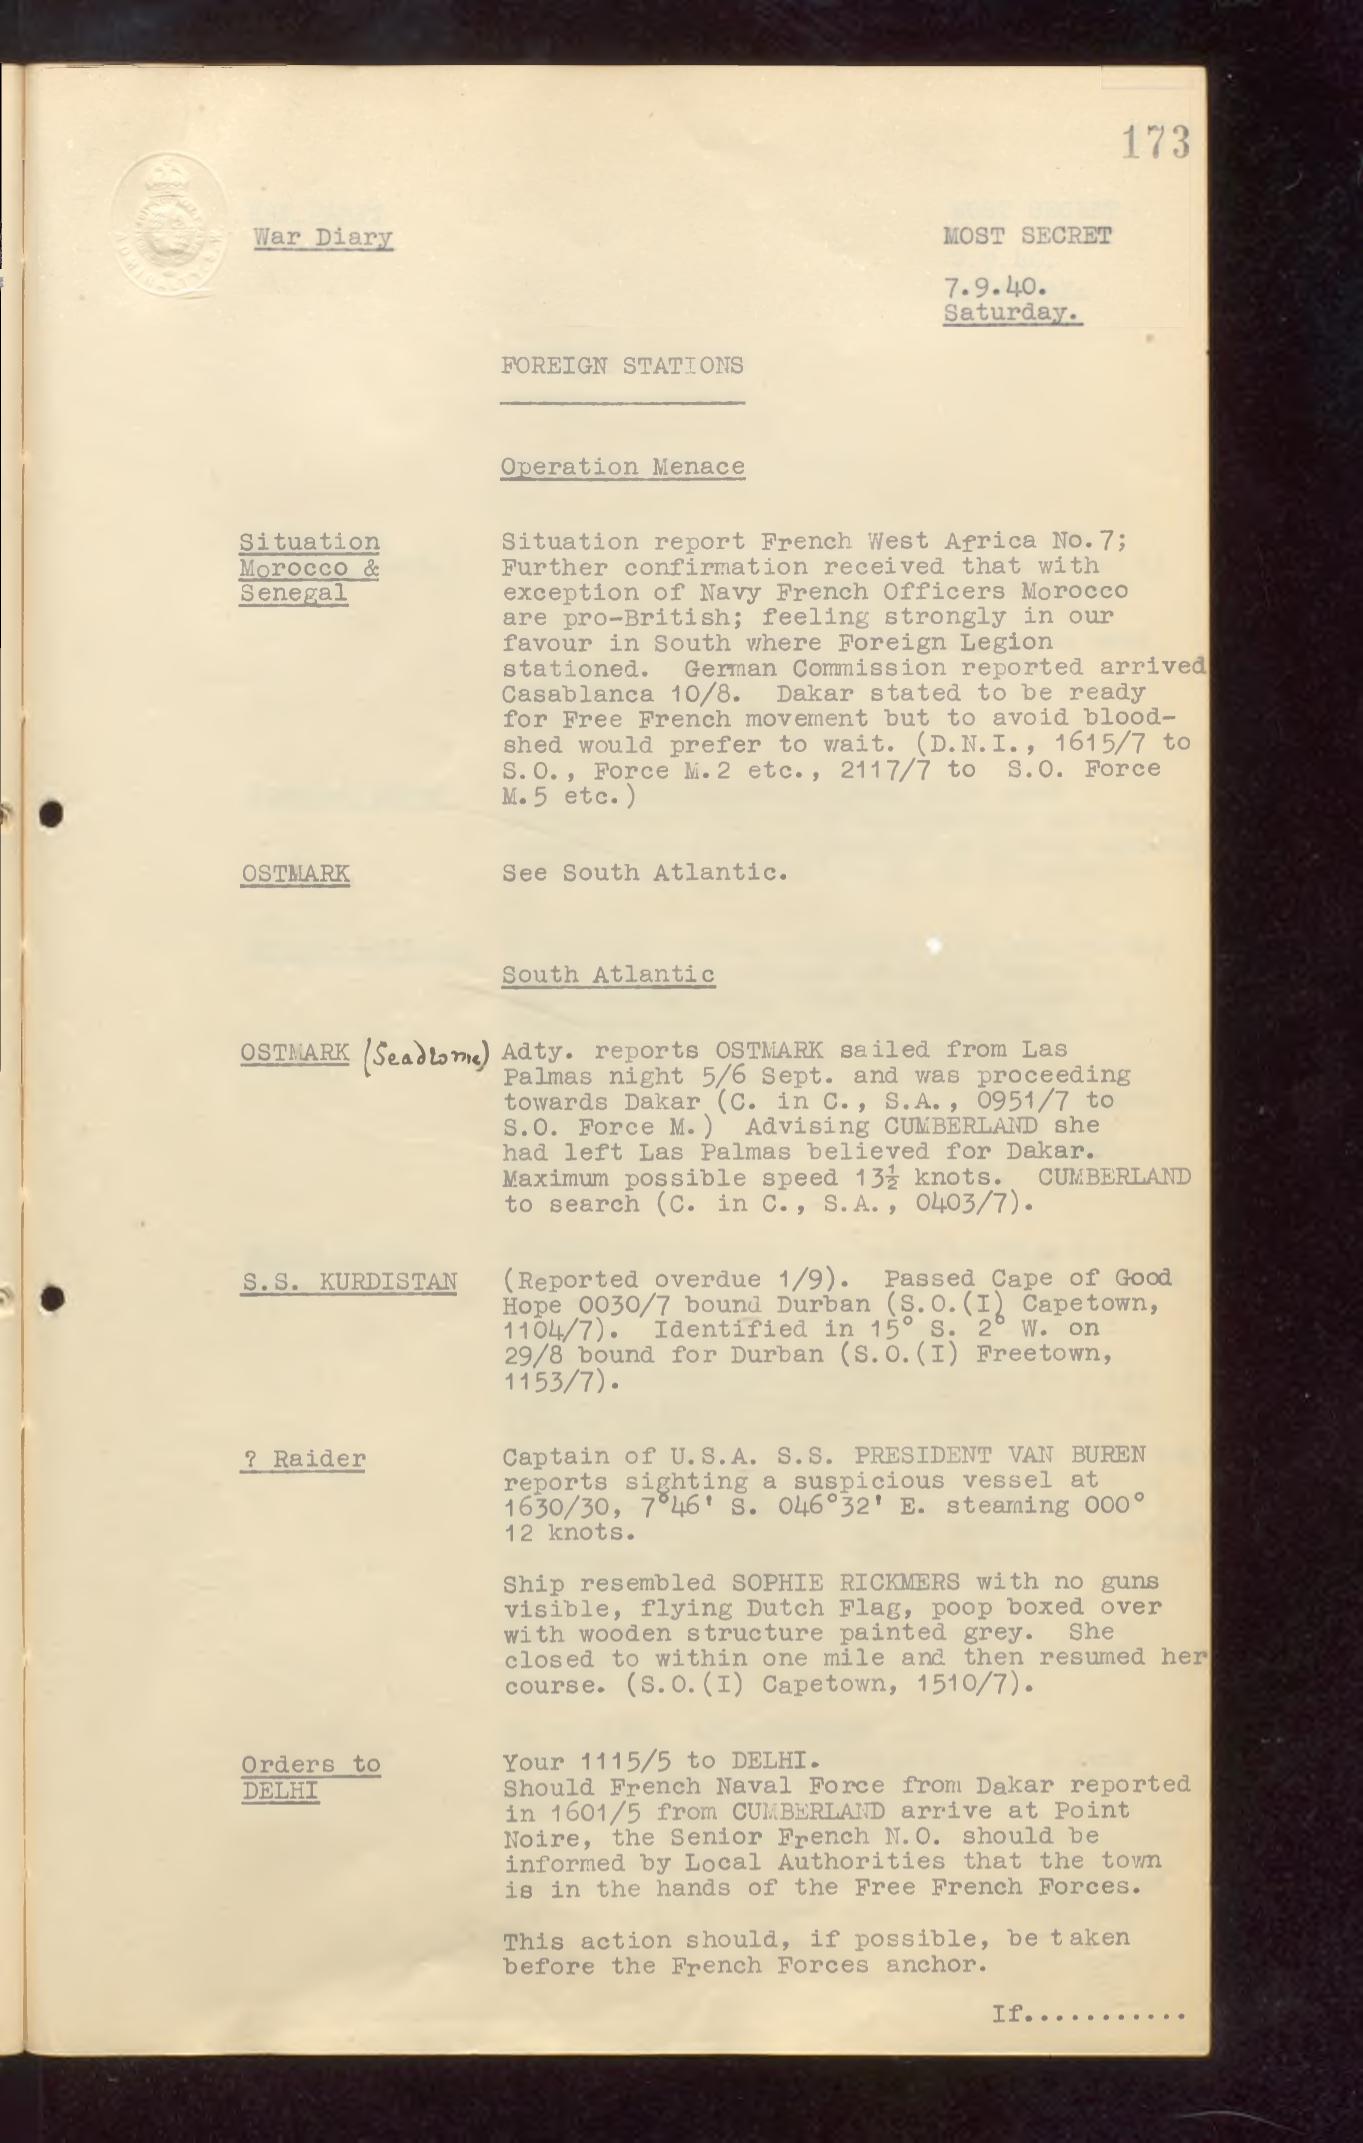 173
War Diary
MOST SECRET
7.9.40.
Saturday.
FOREIGN STATIONS
Operation Menace
Situation
Morocco &
Senegal
Situation report French West Africa No.7;
Further confirmation received that with
exception of Navy French Officers Morocco
are pro-British; feeling strongly in our
favour in South where Foreign Legion
stationed. German Commission reported arrived
Casablanca 10/8. Dakar stated to be ready
for Free French movement but to avoid blood-
shed would prefer to wait. (D.N.I., 1615/7 to
S.O., Force M.2 etc., 2117/7 to S.O. Force
M.5 etc.)
OSTMARK
See South Atlantic.
South Atlantic
OSTMARK
Adty. reports OSTMARK sailed from Las
Palmas night 5/6 Sept. and was proceeding
towards Dakar (C. in C., S.A., 0951/7 to
S.O. Force M.) Advising CUMBERLAND she
had left Las Palmas believed for Dakar.
Maximum possible speed 13½ knots. CUMBERLAND
to search (C. in C., S.A., 0403/7).
S.S. KURDISTAN
(Reported overdue 1/9). Passed Cape of Good
Hope 0030/7 bound Durban (S.O.(I) Capetown,
1104/7). Identified in 15° S. 2° W. on
29/8 bound for Durban (S.O.(I) Freetown,
1153/7).
? Raider
Captain of U.S.A. S.S. PRESIDENT VAN BUREN
reports sighting a suspicious vessel at
1630/30, 7°46' S. 046°32' E. steaming 000°
12 knots.
Ship resembled SOPHIE RICKMERS with no guns
visible, flying Dutch Flag, poop boxed over
with wooden structure painted grey. She
closed to within one mile and then resumed her
course. (S.O.(I) Capetown, 1510/7).
Orders to
DELHI
Your 1115/5 to DELHI.
Should French Naval Force from Dakar reported
in 1601/5 from CUMBERLAND arrive at Point
Noire, the Senior French N.O. should be
informed by Local Authorities that the town
is in the hands of the Free French Forces.
This action should, if possible, be taken
before the French Forces anchor.
If...........